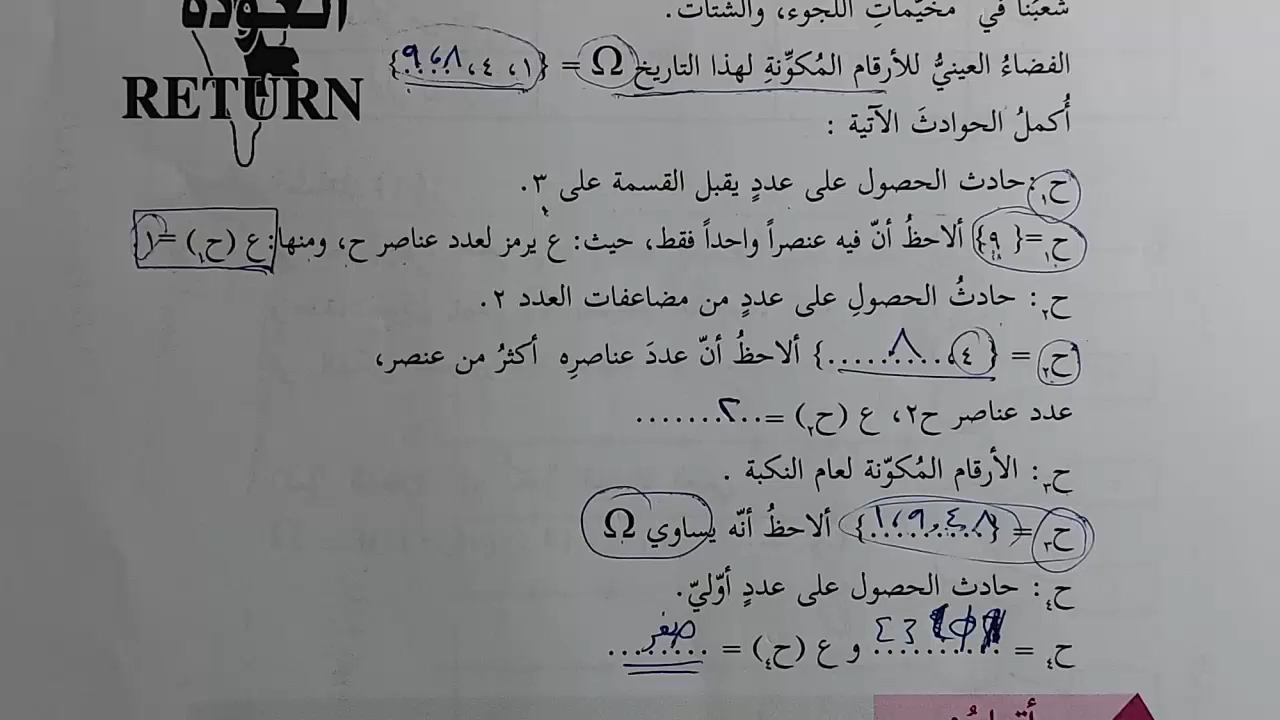 شعبنا في مخيّماتِ اللجوء، والشتات.
العودة
RETURN
الفضاءُ العينيُّ للأرقام المُكوِّنةِ لهذا التاريخ Ω = {١، ٤، ٨، ٩}
أُكملُ الحوادثَ الآتية :
ح١: حادث الحصول على عددٍ يقبل القسمة على ٣.
ح١= {٩} ألاحظُ أنّ فيه عنصراً واحداً فقط، حيث: ع يرمز لعدد عناصر ح، ومنها: ع (ح١) = ١
ح٢: حادثُ الحصولِ على عددٍ من مضاعفات العدد ٢.
ح٢ = {٤، ٨} ألاحظُ أنّ عددَ عناصرِه أكثرُ من عنصر،
عدد عناصر ح٢، ع (ح٢) = ٢
ح٣: الأرقام المُكوّنة لعام النكبة .
ح٣= {٨، ٤، ٩، ١} ألاحظُ أنّه يساوي Ω
ح٤: حادث الحصول على عددٍ أوّليّ.
ح٤ = { } و ع (ح٤) = صفر